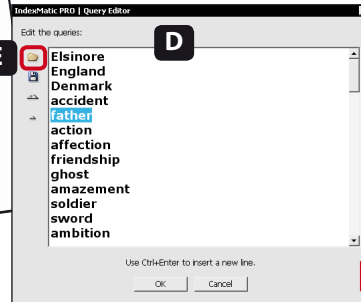 IndexMatic PRO | Query Editor
Edit the queries:
D
E
Elsinore
England
Denmark
accident
father
action
affection
friendship
ghost
amazement
soldier
sword
ambition
Use Ctrl+Enter to insert a new line.
OK Cancel